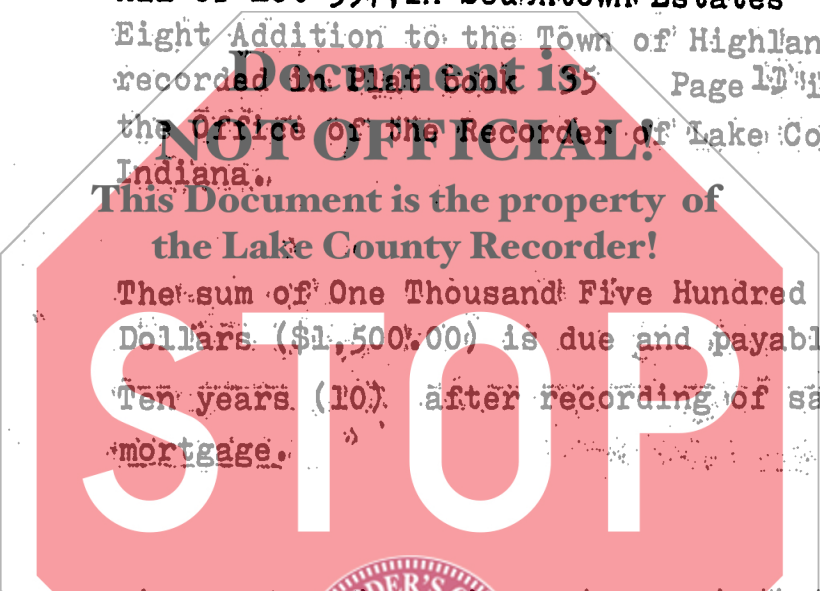 Eight Addition to the Town of Highlan
recorded in Plat Book 35 Page
the Office of the Recorder of Lake Co
Indiana.
Document is
NOT OFFICIAL!
This Document is the property of
the Lake County Recorder!
The sum of One Thousand Five Hundred
Dollars ($1,500.00) is due and payabl
Ten years (10) after recording of sa
mortgage.
STOP